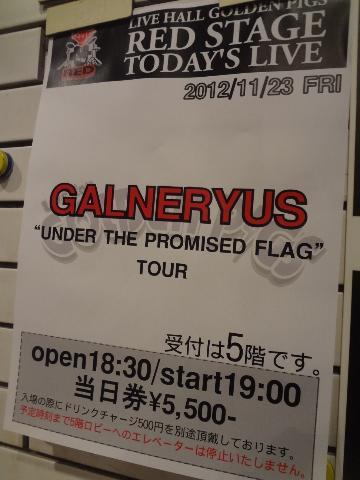 LIVE HALL GOLDEN PIGS
RED STAGE
TODAY'S LIVE
RED
2012/11/23 FRI
GALNERYUS
"UNDER THE PROMISED FLAG"
TOUR
受付は5階です。
open18:30/start19:00
当日券¥5,500-
入場の際にドリンクチャージ500円を別途頂戴しております。
予定時刻まで5階ロビーへのエレベーターは停止いたしません。